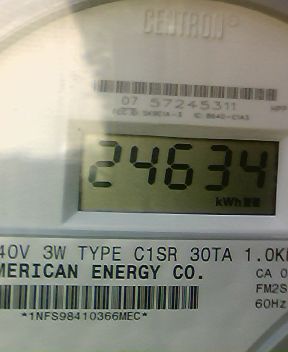 CENTRON®
07 57245311
24634
kWh
40V 3W TYPE C1SR 30TA 1.0K
MERICAN ENERGY CO.
CA 0
FM2S
60Hz
*1NFS98410366MEC*